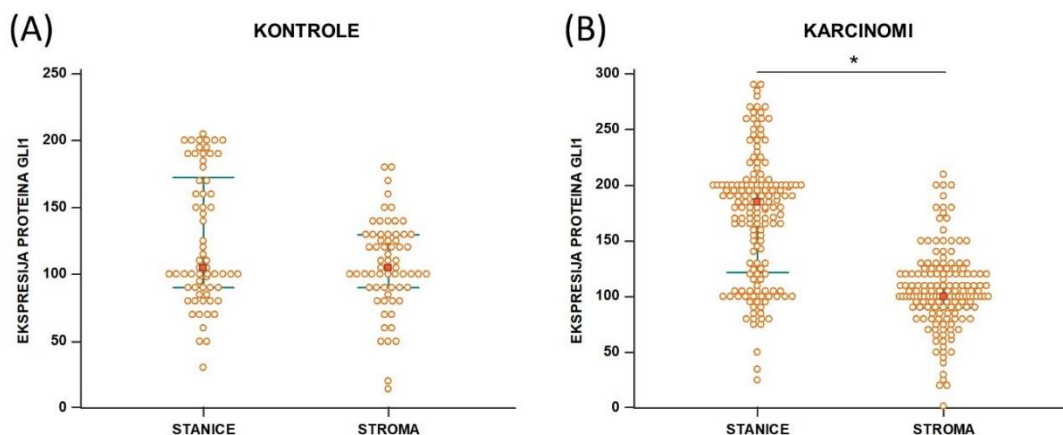 (A)
KONTROLE
EKSPRESIJA PROTEINA GLI1
250
200
150
100
50
0
STANICE STROMA
(B)
KARCINOMI
*
EKSPRESIJA PROTEINA GLI1
300
250
200
150
100
50
0
STANICE STROMA